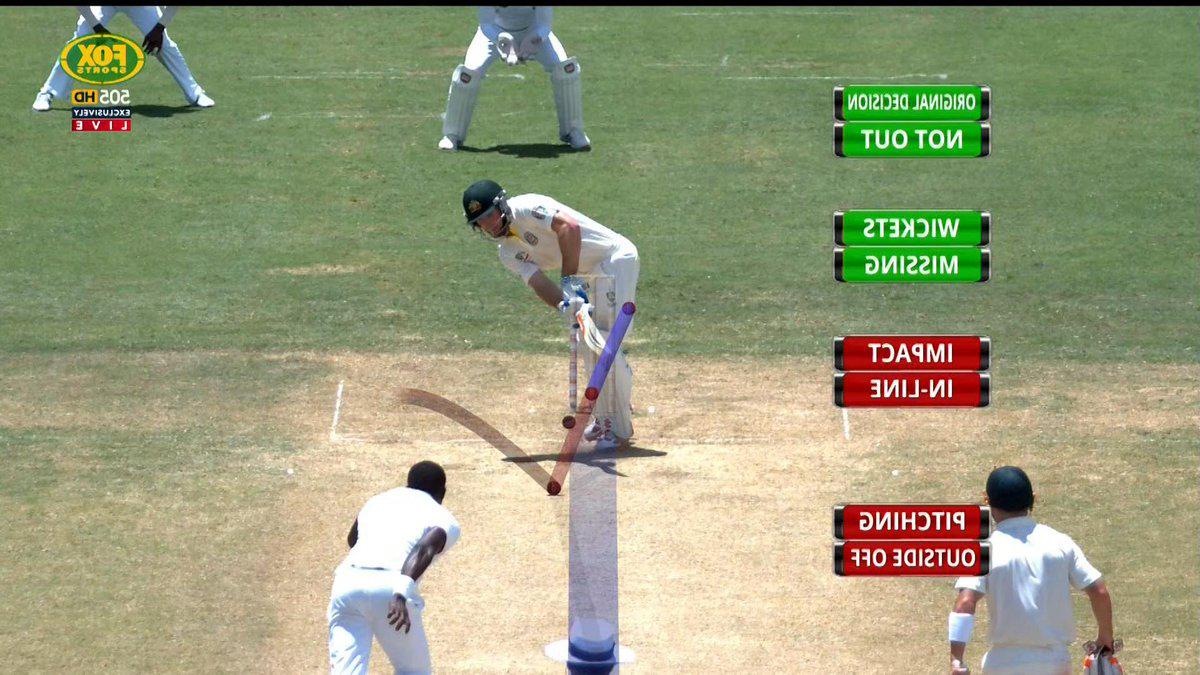 FOX
SPORTS
505 HD
EXCLUSIVELY
LIVE
ORIGINAL DECISION
NOT OUT
WICKETS
MISSING
IMPACT
IN-LINE
PITCHING
OUTSIDE OFF